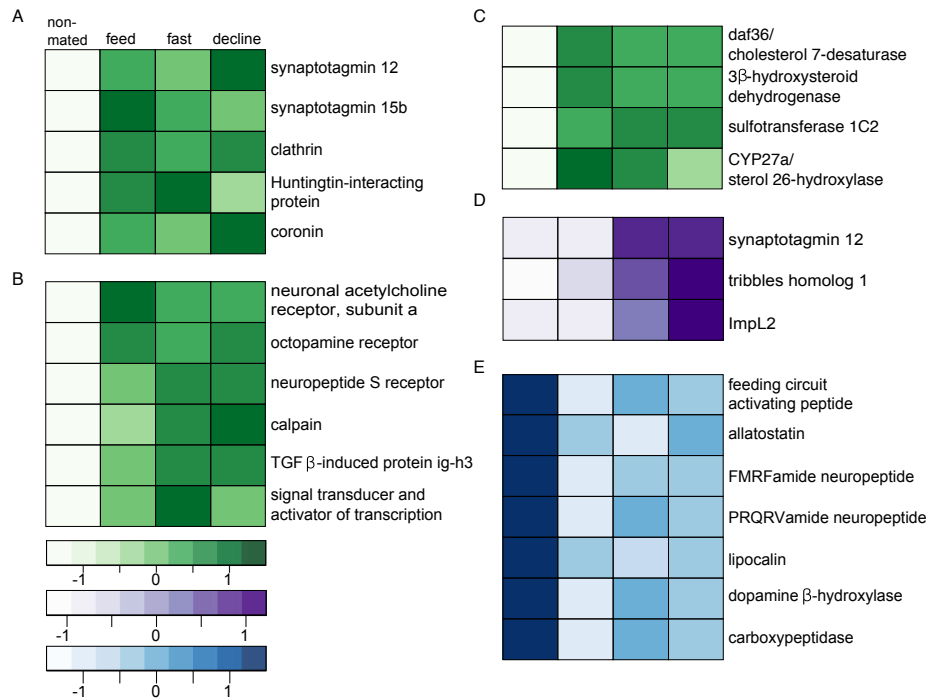 A
non-
mated
feed
fast
decline
synaptotagmin 12
synaptotagmin 15b
clathrin
Huntingtin-interacting
protein
coronin
B
neuronal acetylcholine
receptor, subunit a
octopamine receptor
neuropeptide S receptor
calpain
TGF β-induced protein ig-h3
signal transducer and
activator of transcription
-1 0 1
-1 0 1
-1 0 1
C
daf36/
cholesterol 7-desaturase
3β-hydroxysteroid
dehydrogenase
sulfotransferase 1C2
CYP27a/
sterol 26-hydroxylase
D
synaptotagmin 12
tribbles homolog 1
ImpL2
E
feeding circuit
activating peptide
allatostatin
FMRFamide neuropeptide
PRQRVamide neuropeptide
lipocalin
dopamine β-hydroxylase
carboxypeptidase